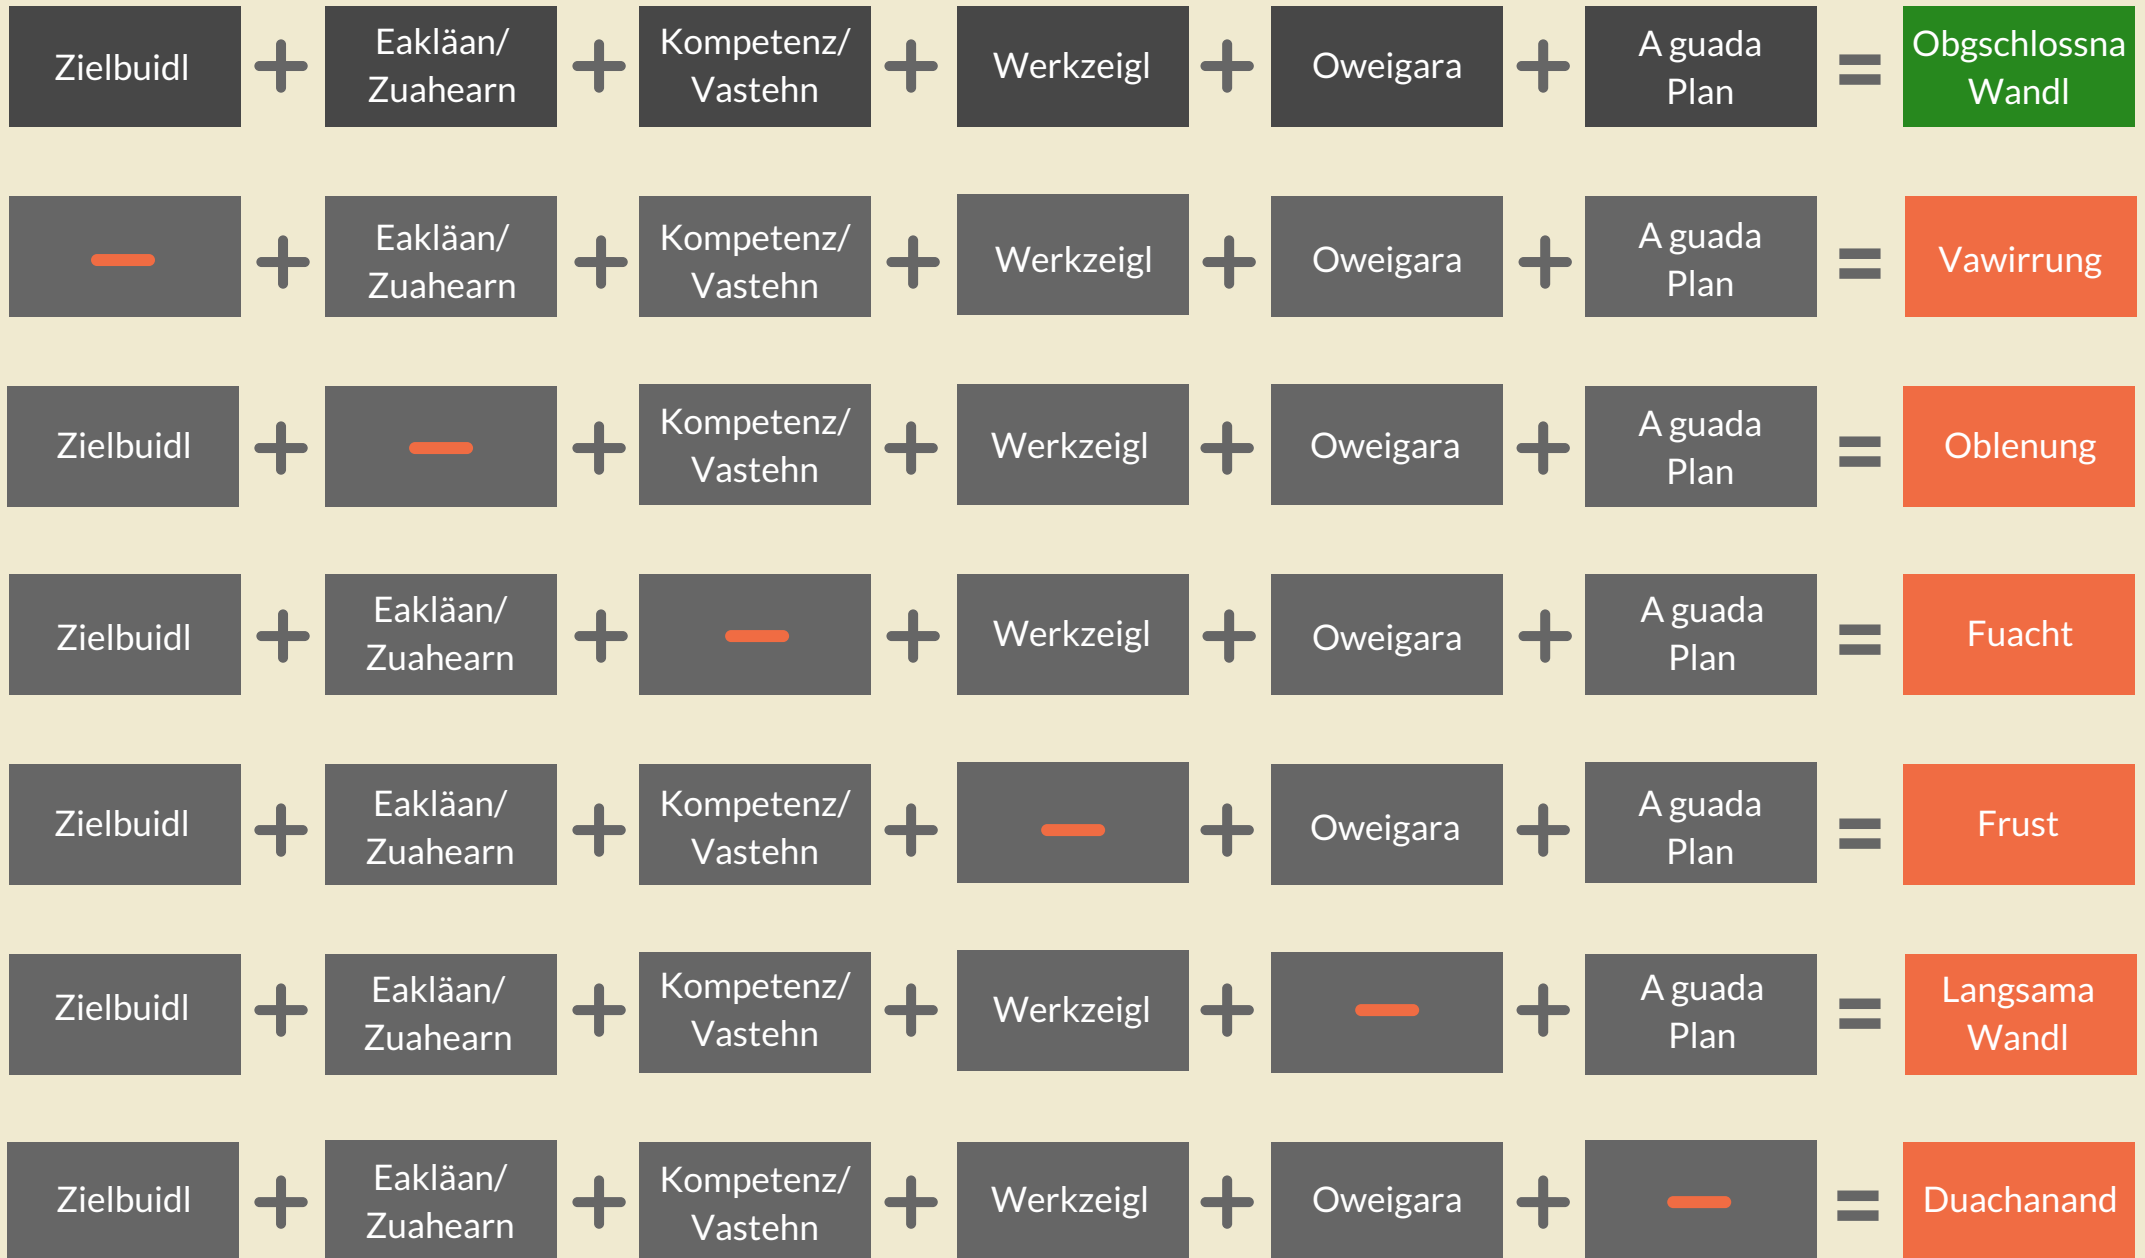 Zielbuidl + Eakläan/ Zuahearn + Kompetenz/ Vastehn + Werkzeigl + Oweigara + A guada Plan = Obgschlossna Wandl
— + Eakläan/ Zuahearn + Kompetenz/ Vastehn + Werkzeigl + Oweigara + A guada Plan = Vawirrung
Zielbuidl + — + Kompetenz/ Vastehn + Werkzeigl + Oweigara + A guada Plan = Oblenung
Zielbuidl + Eakläan/ Zuahearn + — + Werkzeigl + Oweigara + A guada Plan = Fuacht
Zielbuidl + Eakläan/ Zuahearn + Kompetenz/ Vastehn + — + Oweigara + A guada Plan = Frust
Zielbuidl + Eakläan/ Zuahearn + Kompetenz/ Vastehn + Werkzeigl + — + A guada Plan = Langsama Wandl
Zielbuidl + Eakläan/ Zuahearn + Kompetenz/ Vastehn + Werkzeigl + Oweigara + — = Duachanand